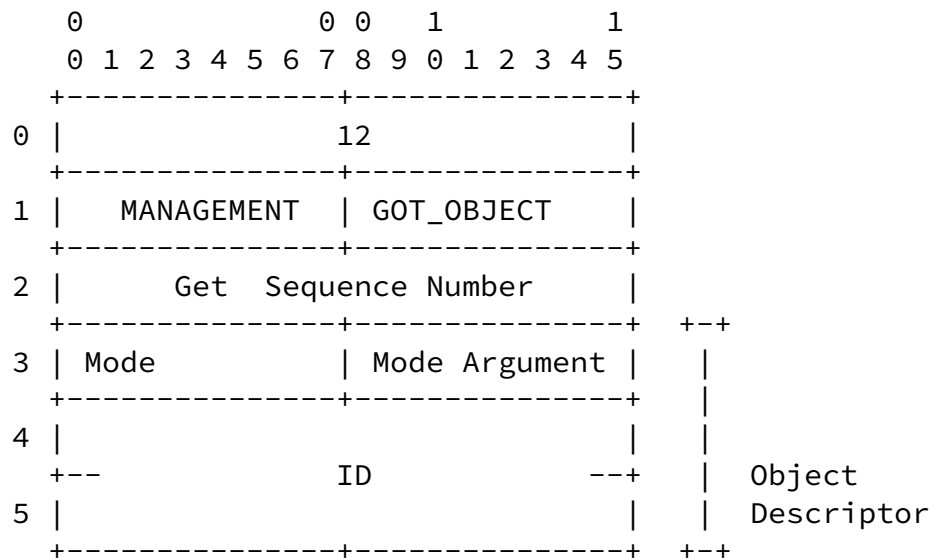 0 0 0 1 1
0 1 2 3 4 5 6 7 8 9 0 1 2 3 4 5
+---------------+---------------+
0 | 12 |
+---------------+---------------+
1 | MANAGEMENT | GOT_OBJECT |
+---------------+---------------+
2 | Get Sequence Number |
+---------------+---------------+ +-+
3 | Mode | Mode Argument | |
+---------------+---------------+ |
4 | | |
+-- ID --+ | Object
5 | | | Descriptor
+---------------+---------------+ +-+